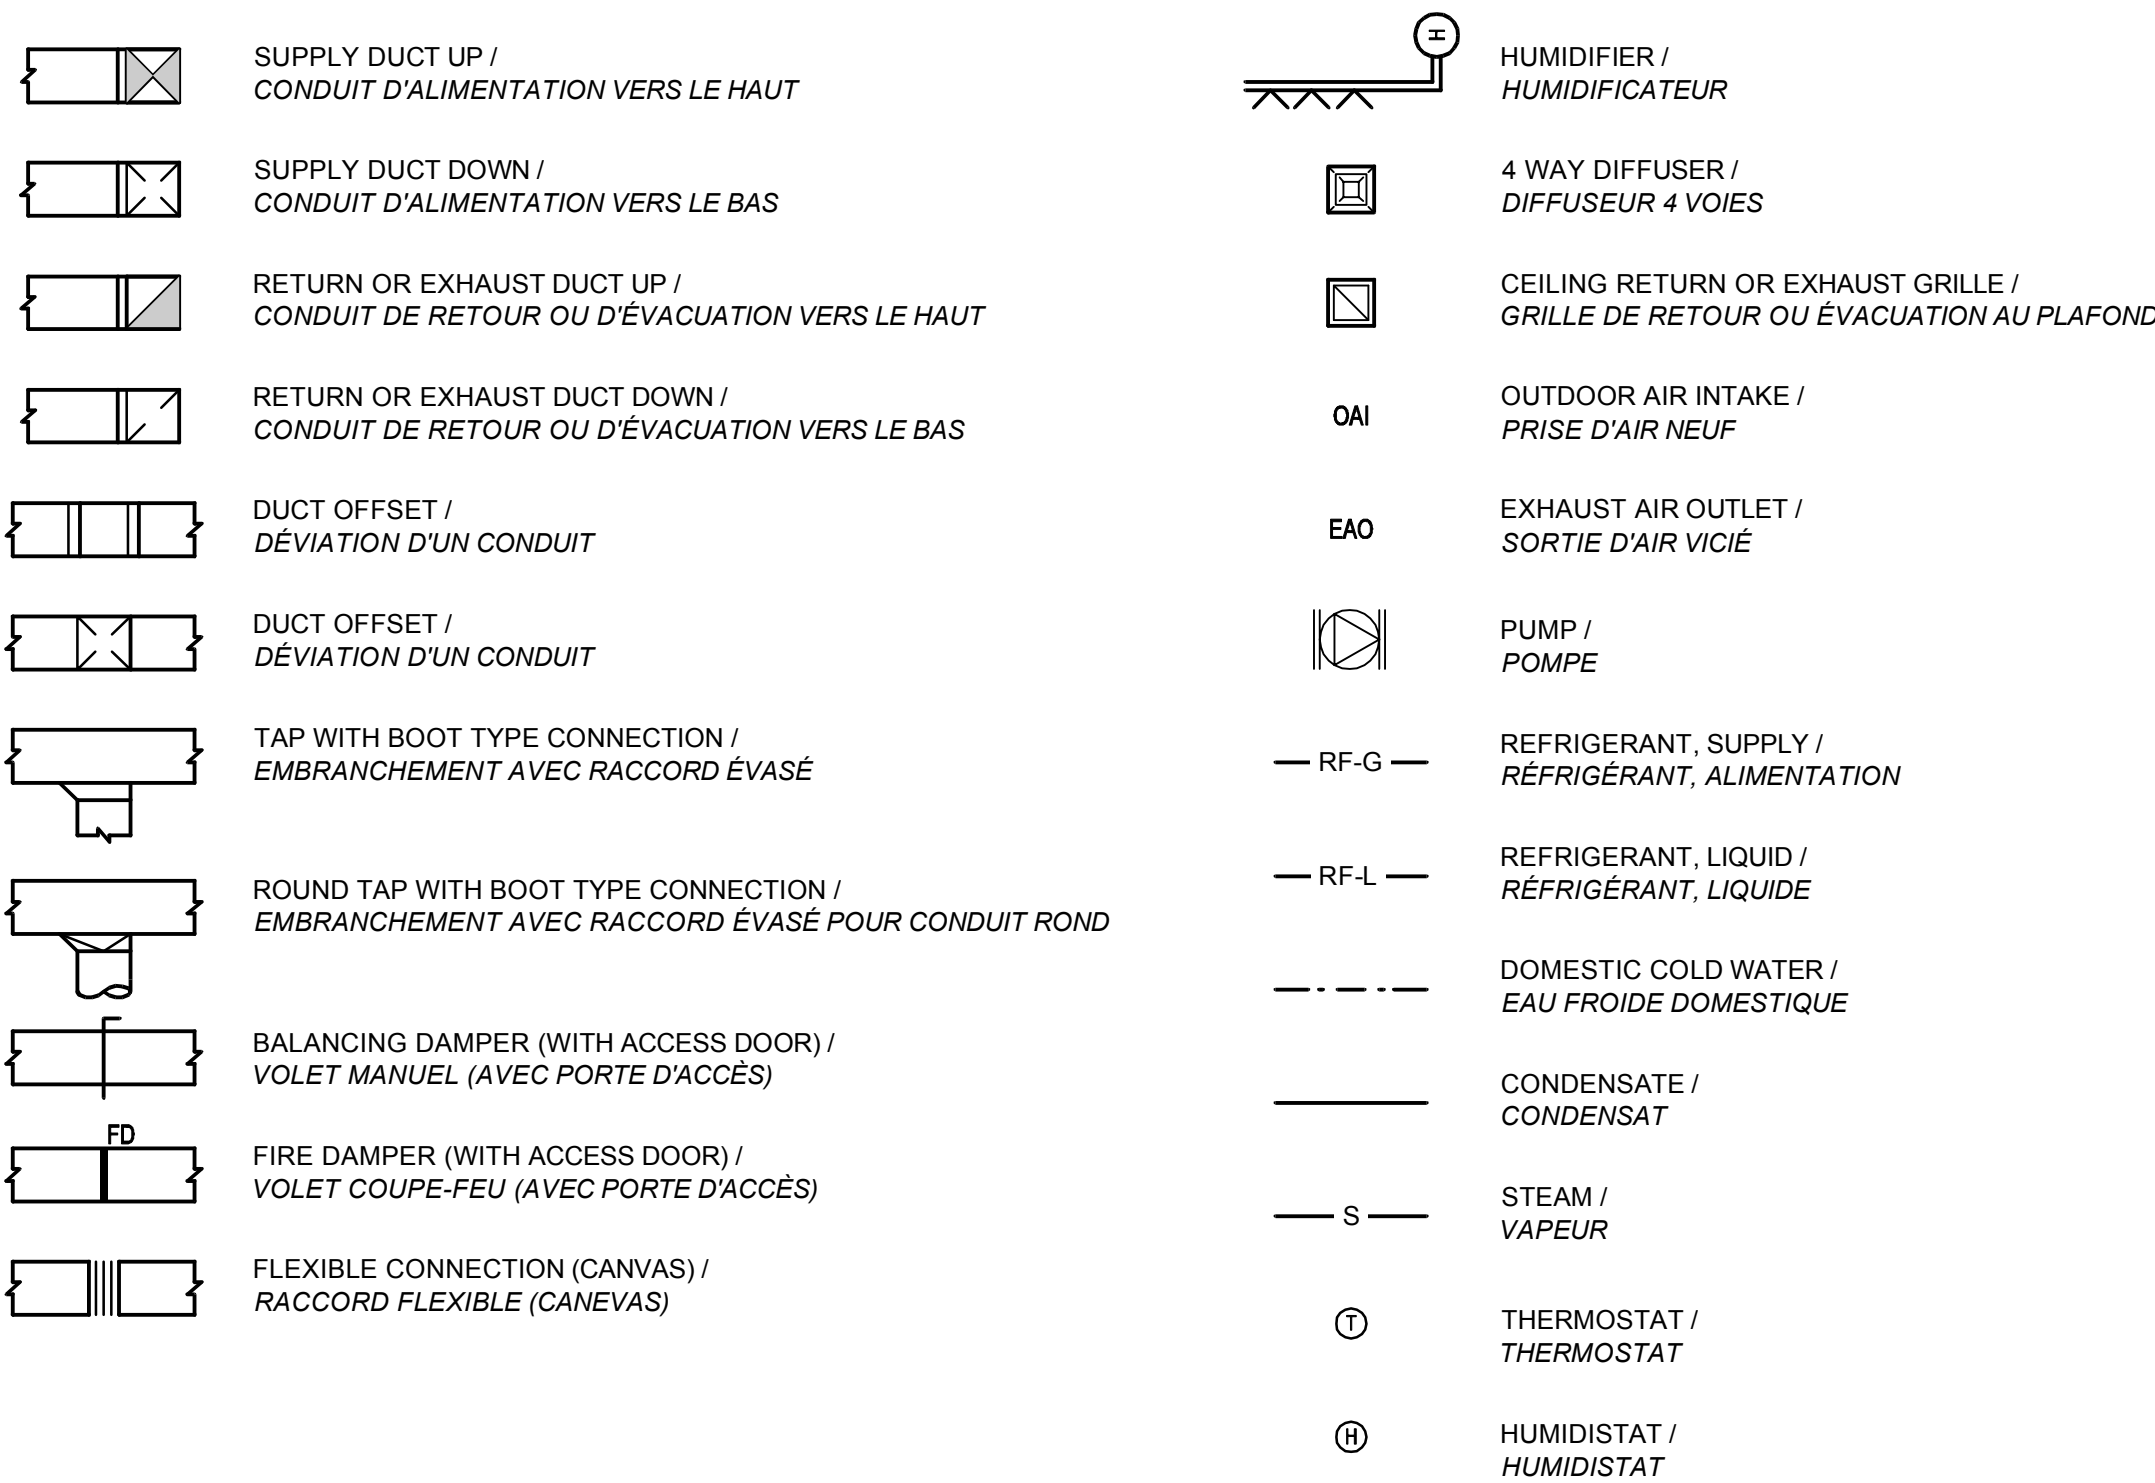 SUPPLY DUCT UP /
CONDUIT D'ALIMENTATION VERS LE HAUT
SUPPLY DUCT DOWN /
CONDUIT D'ALIMENTATION VERS LE BAS
RETURN OR EXHAUST DUCT UP /
CONDUIT DE RETOUR OU D'ÉVACUATION VERS LE HAUT
RETURN OR EXHAUST DUCT DOWN /
CONDUIT DE RETOUR OU D'ÉVACUATION VERS LE BAS
DUCT OFFSET /
DÉVIATION D'UN CONDUIT
DUCT OFFSET /
DÉVIATION D'UN CONDUIT
TAP WITH BOOT TYPE CONNECTION /
EMBRANCHEMENT AVEC RACCORD ÉVASÉ
ROUND TAP WITH BOOT TYPE CONNECTION /
EMBRANCHEMENT AVEC RACCORD ÉVASÉ POUR CONDUIT ROND
BALANCING DAMPER (WITH ACCESS DOOR) /
VOLET MANUEL (AVEC PORTE D'ACCÈS)
FD
FIRE DAMPER (WITH ACCESS DOOR) /
VOLET COUPE-FEU (AVEC PORTE D'ACCÈS)
FLEXIBLE CONNECTION (CANVAS) /
RACCORD FLEXIBLE (CANEVAS)
H
HUMIDIFIER /
HUMIDIFICATEUR
4 WAY DIFFUSER /
DIFFUSEUR 4 VOIES
CEILING RETURN OR EXHAUST GRILLE /
GRILLE DE RETOUR OU ÉVACUATION AU PLAFOND
OAI
OUTDOOR AIR INTAKE /
PRISE D'AIR NEUF
EAO
EXHAUST AIR OUTLET /
SORTIE D'AIR VICIÉ
PUMP /
POMPE
RF-G
REFRIGERANT, SUPPLY /
RÉFRIGÉRANT, ALIMENTATION
RF-L
REFRIGERANT, LIQUID /
RÉFRIGÉRANT, LIQUIDE
DOMESTIC COLD WATER /
EAU FROIDE DOMESTIQUE
CONDENSATE /
CONDENSAT
S
STEAM /
VAPEUR
T
THERMOSTAT /
THERMOSTAT
H
HUMIDISTAT /
HUMIDISTAT